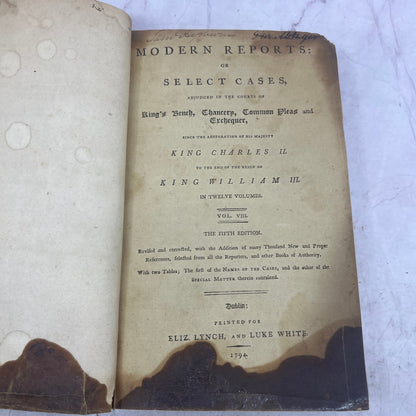 MODERN REPORTS;
OR
SELECT CASES,
ADJUDGED IN THE COURTS OF
King's Bench, Chancery, Common Pleas and
Exchequer,
SINCE THE RESTORATION OF HIS MAJESTY
KING CHARLES II.
TO THE END OF THE REIGN OF
KING WILLIAM III.
IN TWELVE VOLUMES.
VOL. VIII.
THE FIFTH EDITION.
Revised and corrected, with the Addition of many Thousand New and Proper
References, selected from all the Reporters, and other Books of Authority,
With two Tables; The first of the NAMES OF THE CASES, and the other of the
SPECIAL MATTER therein contained.
Dublin:
PRINTED FOR
ELIZ. LYNCH, AND LUKE WHITE.
1794.